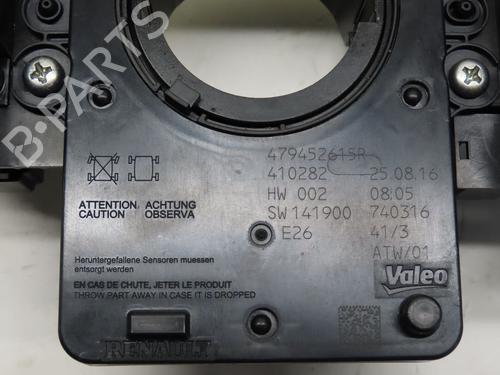 B-PARTS
479452615R
410282 25.08.16
HW 002 08:05
SW 141900 740316
E26 41/3
ATW/01
ATTENTION ACHTUNG
CAUTION OBSERVA
Valeo
Heruntergefallene Sensoren muessen
entsorgt werden
EN CAS DE CHUTE, JETER LE PRODUIT
THROW PART AWAY IN CASE IT IS DROPPED
RENAULT